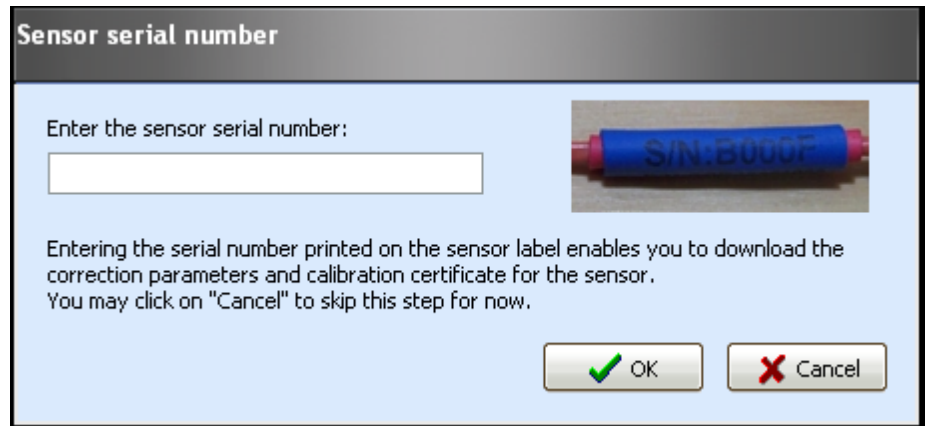 Sensor serial number
Enter the sensor serial number:
S/N:B000F
Entering the serial number printed on the sensor label enables you to download the
correction parameters and calibration certificate for the sensor.
You may click on "Cancel" to skip this step for now.
OK
Cancel